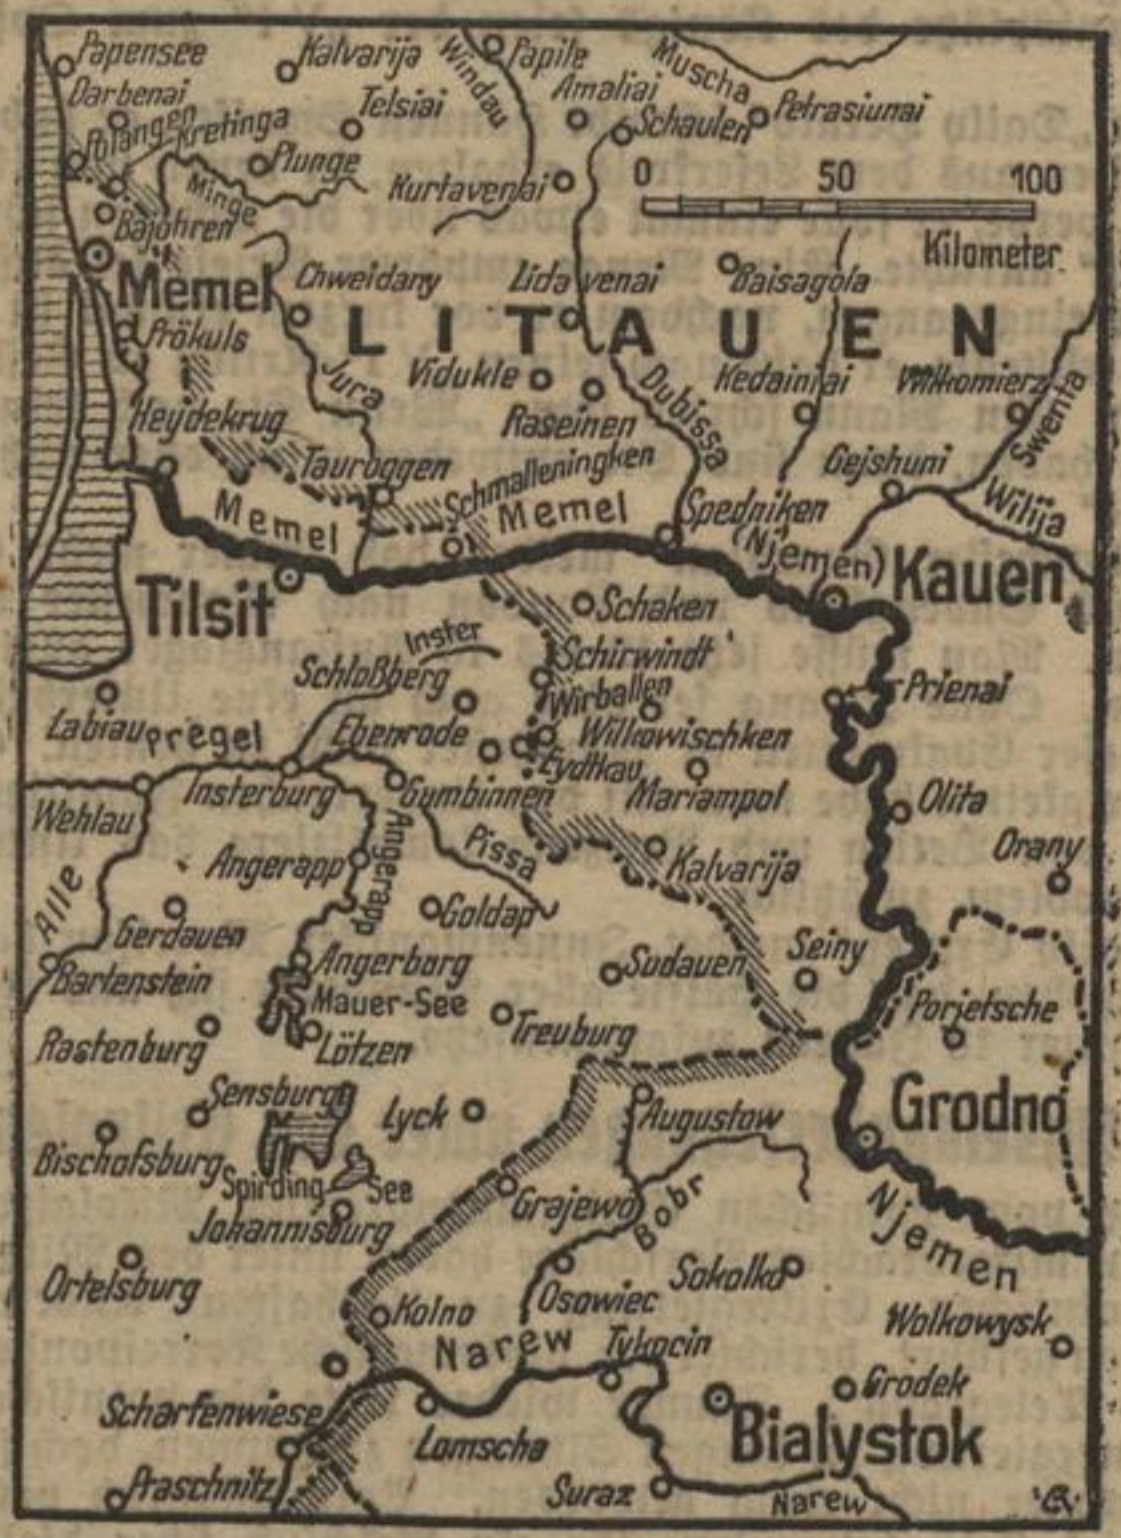 Papensee
Kalvarija
Windau
Papile
Muscha
Darbenai
Telsiai
Amaliai
Petrasiunai
Polangen
Kretinga
Schaulen
Plunge
Minge
Kurtavenai
0 50 100
Kilometer
Bajohren
Memel
Chweidany
Lidavenai
Baisagola
LITAUEN
Prökuls
Jura
Vidukle
Dubissa
Kedainiai
Wilkomierz
Swenta
Heydekrug
Raseinen
Tauroggen
Schmalleningken
Gejshuni
Memel
Memel
Spedniken
(Njemen)
Wilija
Kauen
Tilsit
Schaken
Inster
Schirwindt
Schloßberg
Wirballen
Prienai
Labiau
Pregel
Ebenrode
Wilkowischken
Eydtkau
Insterburg
Gumbinnen
Mariampol
Olita
Wehlau
Angerapp
Angerapp
Pissa
Kalvarija
Orany
Alle
Gerdauen
Goldap
Seiny
Bartenstein
Angerburg
Sudauen
Mauer-See
Porjetsche
Rastenburg
Lötzen
Treuburg
Sensburg
Lyck
Augustow
Grodno
Bischofsburg
Spirding See
Grajewo
Bobr
Njemen
Johannisburg
Ortelsburg
Osowiec
Sokolka
Kolno
Narew
Tykocin
Wolkowysk
Scharfenwiese
Grodek
Lomscha
Bialystok
Praschnitz
Suraz
Narew